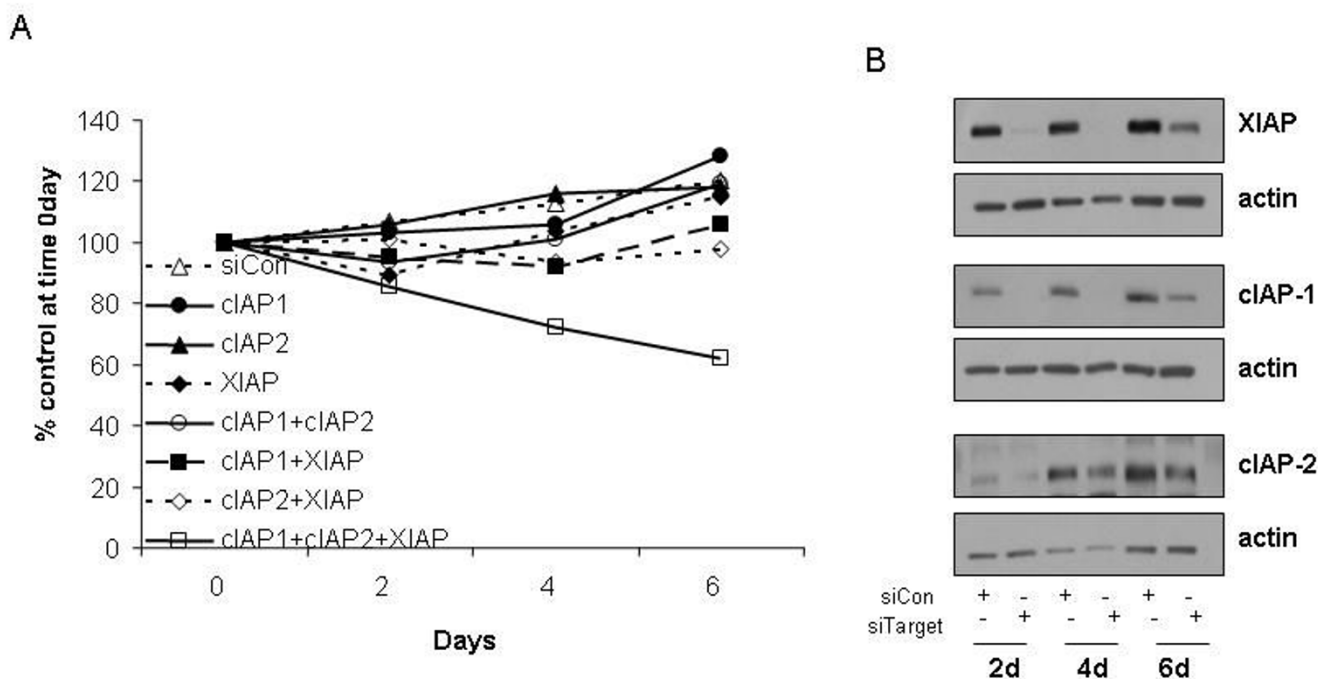 A
B
% control at time 0day
140
120
100
80
60
40
20
0
siCon
cIAP1
cIAP2
XIAP
cIAP1+cIAP2
cIAP1+XIAP
cIAP2+XIAP
cIAP1+cIAP2+XIAP
0 2 4 6
Days
XIAP
actin
cIAP-1
actin
cIAP-2
actin
siCon + - + - + -
siTarget - + - + - +
2d 4d 6d